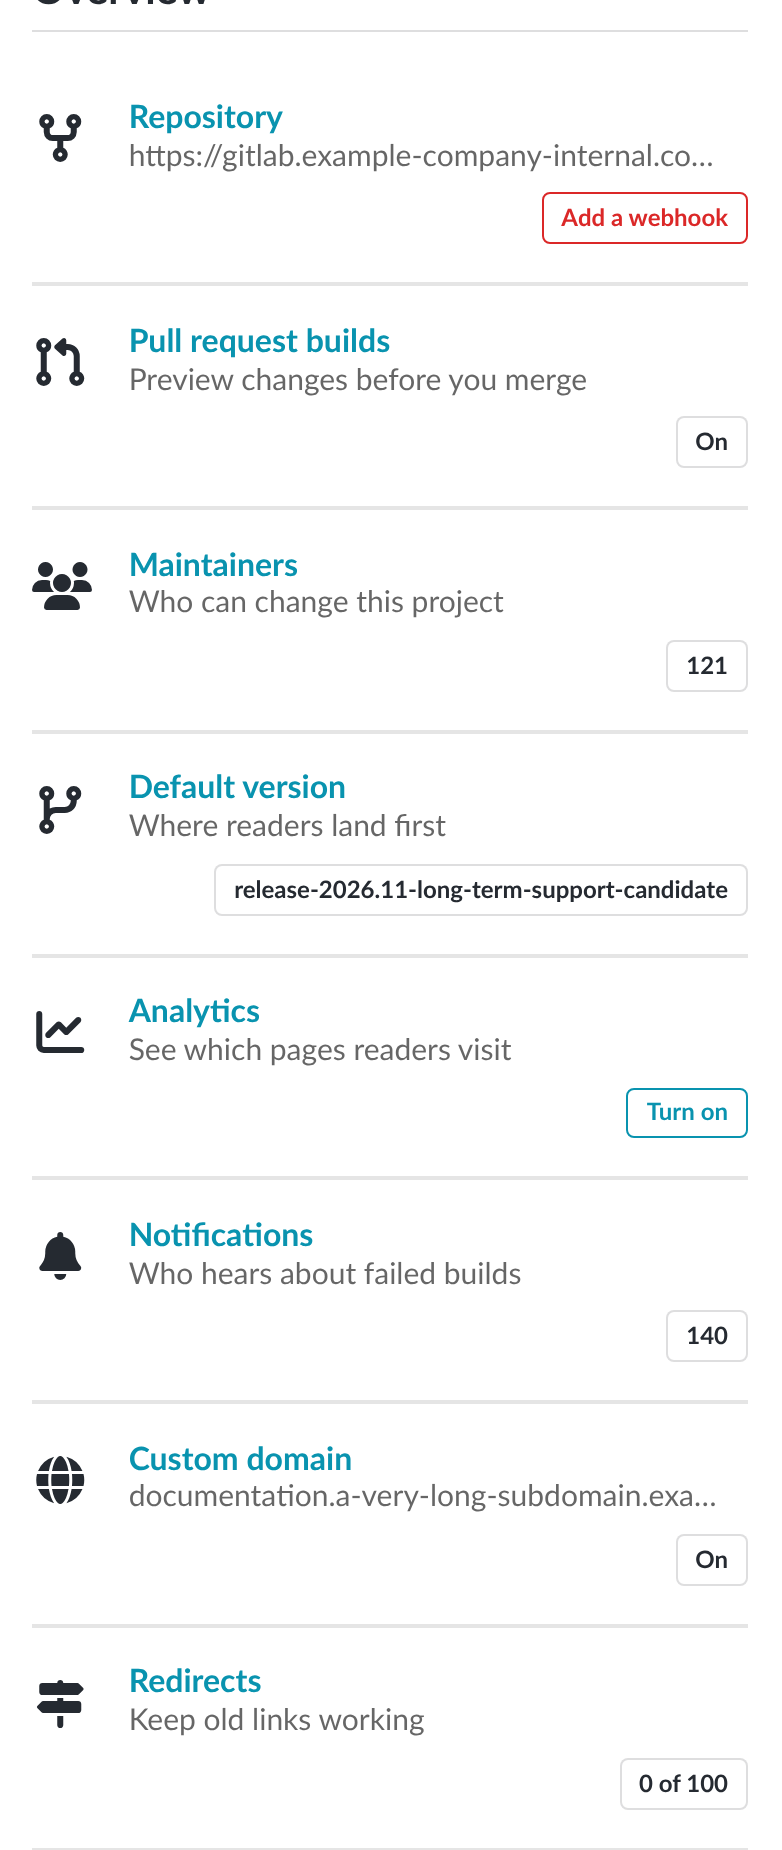 Overview
Repository
https://gitlab.example-company-internal.co...
Add a webhook
Pull request builds
Preview changes before you merge
On
Maintainers
Who can change this project
121
Default version
Where readers land first
release-2026.11-long-term-support-candidate
Analytics
See which pages readers visit
Turn on
Notifications
Who hears about failed builds
140
Custom domain
documentation.a-very-long-subdomain.exa...
On
Redirects
Keep old links working
0 of 100